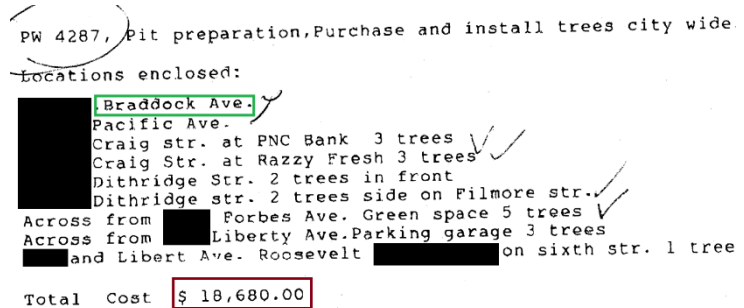 PW 4287, Pit preparation,Purchase and install trees city wide.
Locations enclosed:
Braddock Ave.
Pacific Ave.
Craig str. at PNC Bank 3 trees
Craig Str. at Razzy Fresh 3 trees
Dithridge Str. 2 trees in front
Dithridge str. 2 trees side on Filmore str.
Across from Forbes Ave. Green space 5 trees
Across from Liberty Ave.Parking garage 3 trees
and Libert Ave. Roosevelt on sixth str. 1 tree
Total Cost $ 18,680.00